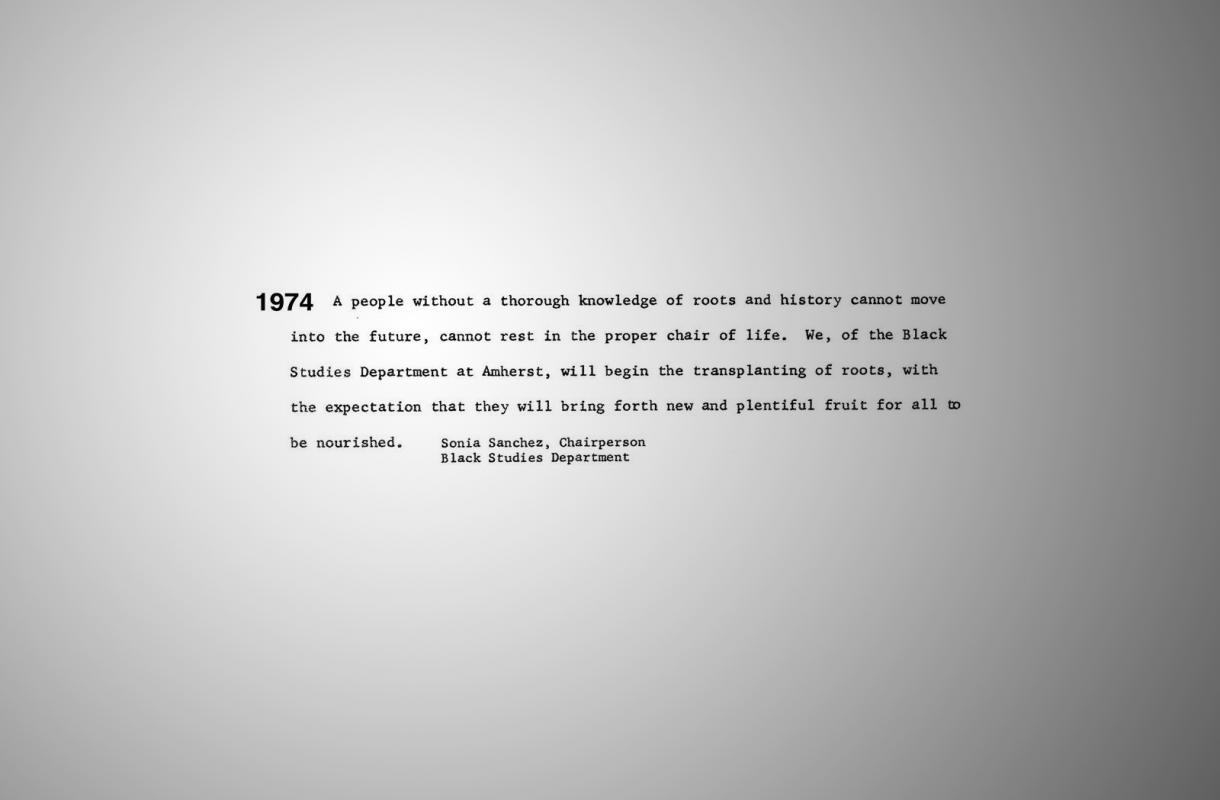 1974 A people without a thorough knowledge of roots and history cannot move
into the future, cannot rest in the proper chair of life. We, of the Black
Studies Department at Amherst, will begin the transplanting of roots, with
the expectation that they will bring forth new and plentiful fruit for all to
be nourished. Sonia Sanchez, Chairperson
Black Studies Department